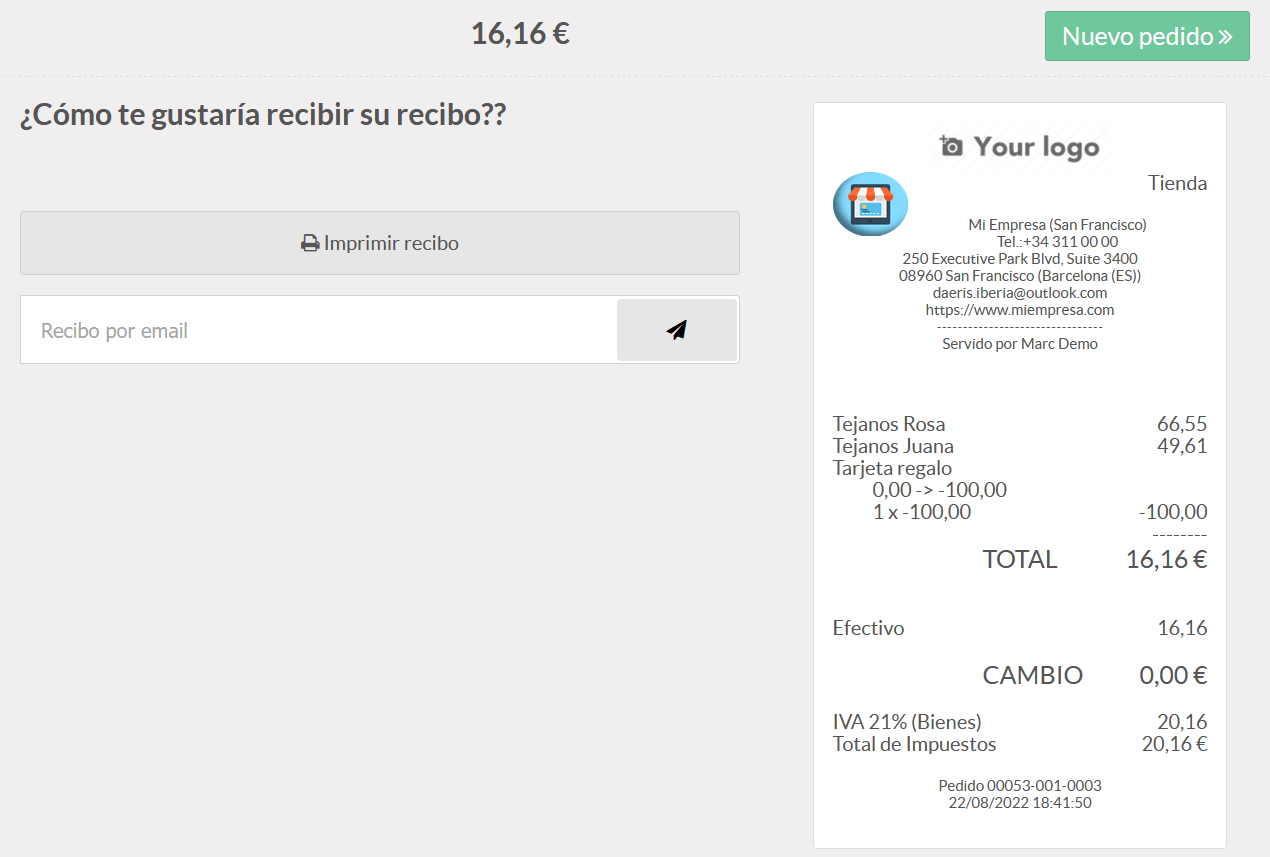 16,16 €
Nuevo pedido »
¿Cómo te gustaría recibir su recibo??
Imprimir recibo
Recibo por email
Your logo
Tienda
Mi Empresa (San Francisco)
Tel.:+34 311 00 00
250 Executive Park Blvd, Suite 3400
08960 San Francisco (Barcelona (ES))
daeris.iberia@outlook.com
https://www.miempresa.com
--------------------------------
Servido por Marc Demo
Tejanos Rosa 66,55
Tejanos Juana 49,61
Tarjeta regalo
0,00 -> -100,00
1 x -100,00 -100,00
--------
TOTAL 16,16 €
Efectivo 16,16
CAMBIO 0,00 €
IVA 21% (Bienes) 20,16
Total de Impuestos 20,16 €
Pedido 00053-001-0003
22/08/2022 18:41:50